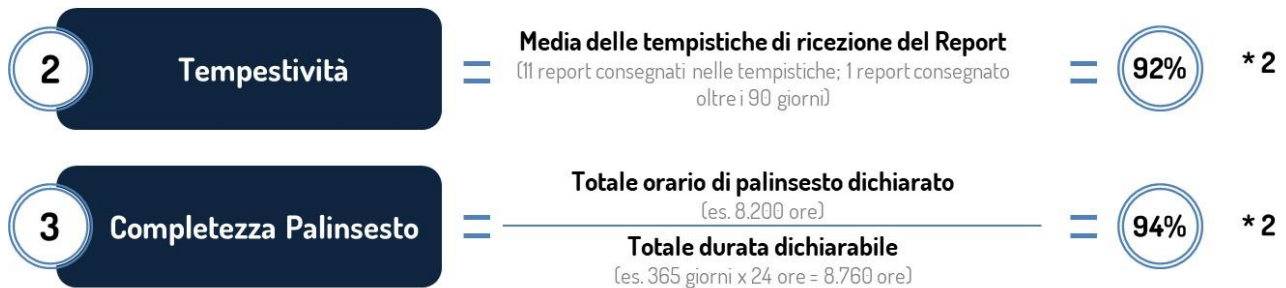 2
Tempestività
=
Media delle tempistiche di ricezione del Report
(11 report consegnati nelle tempistiche; 1 report consegnato
oltre i 90 giorni)
=
92%
* 2
3
Completezza Palinsesto
=
Totale orario di palinsesto dichiarato
(es. 8.200 ore)
Totale durata dichiarabile
(es. 365 giorni x 24 ore = 8.760 ore)
=
94%
* 2